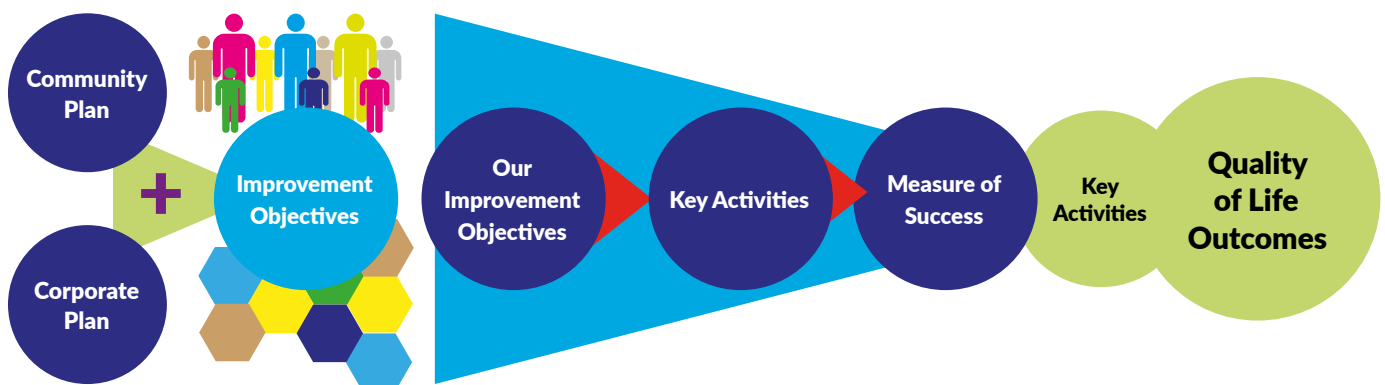 Community
Plan
+
Corporate
Plan
Improvement
Objectives
Our
Improvement
Objectives
Key Activities
Measure of
Success
Key
Activities
Quality
of Life
Outcomes